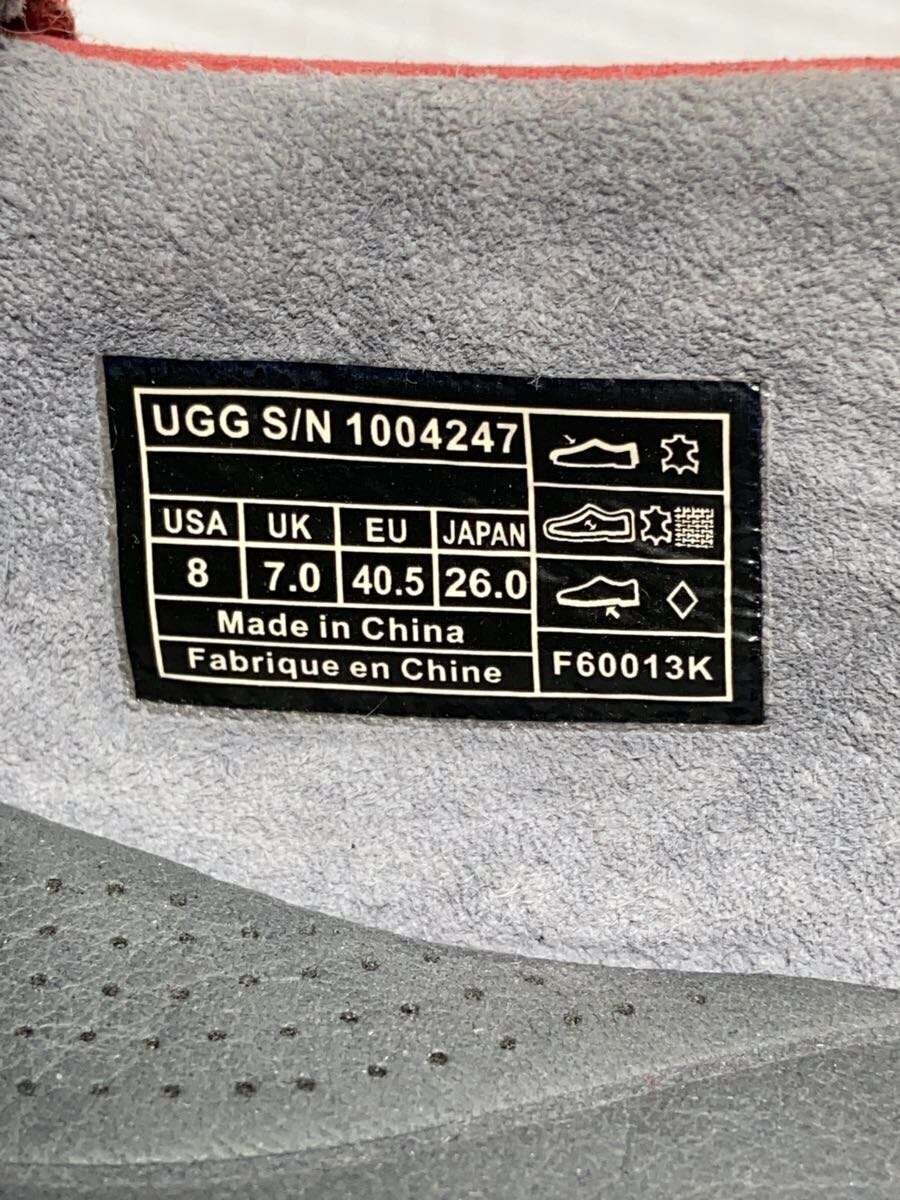 UGG S/N 1004247
USA UK EU JAPAN
8 7.0 40.5 26.0
Made in China
Fabrique en Chine
F60013K